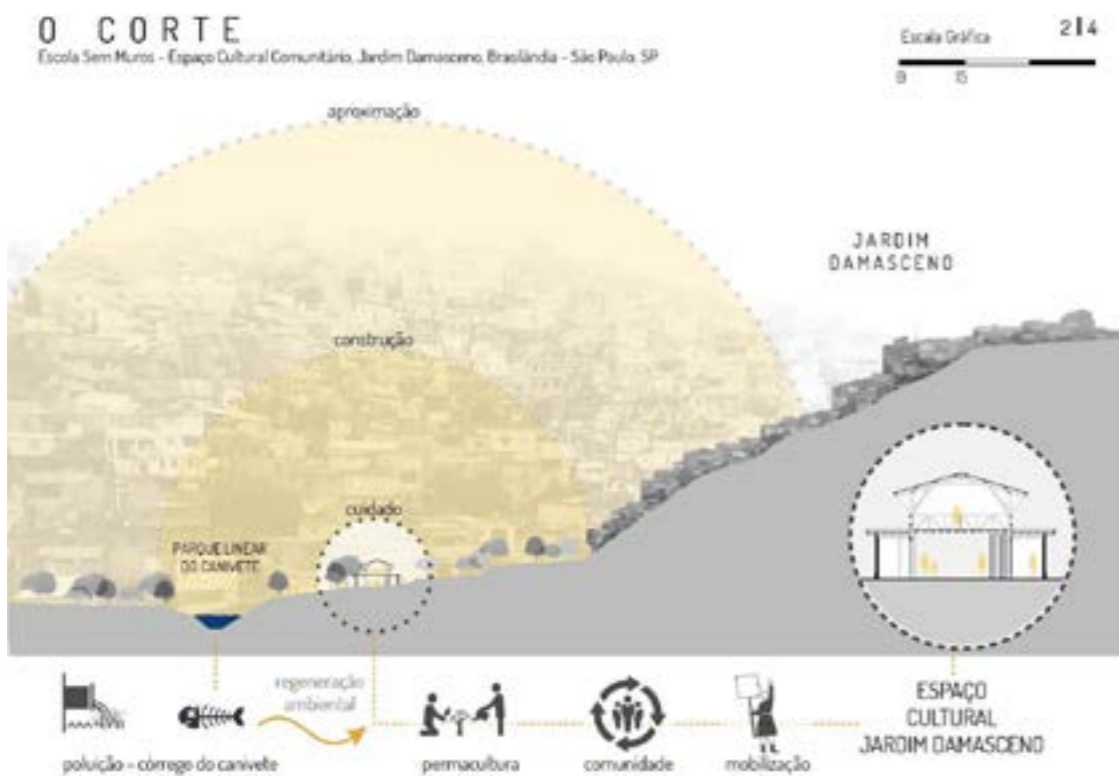 O CORTE
Escola Sem Muros - Espaço Cultural Comunitário, Jardim Damasceno, Brasilândia - São Paulo, SP
Escala Gráfica
2|4
0 15
aproximação
JARDIM
DAMASCENO
construção
cuidado
PARQUE LINEAR
DO CANIVETE
regeneração
ambiental
poluição - córrego do canivete
permacultura
comunidade
mobilização
ESPAÇO
CULTURAL
JARDIM DAMASCENO